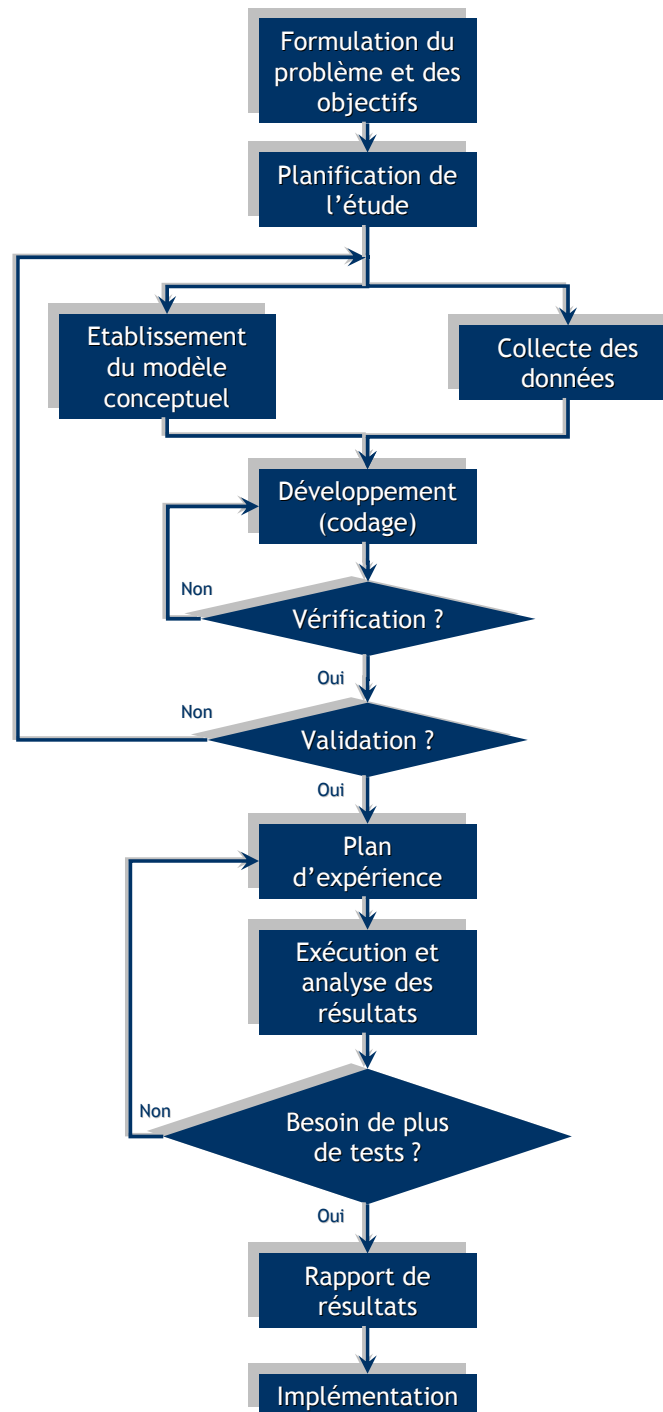 Formulation du
problème et des
objectifs
Planification de
l'étude
Etablissement
du modèle
conceptuel
Collecte des
données
Développement
(codage)
Non
Vérification ?
Oui
Non
Validation ?
Oui
Plan
d'expérience
Exécution et
analyse des
résultats
Non
Besoin de plus
de tests ?
Oui
Rapport de
résultats
Implémentation